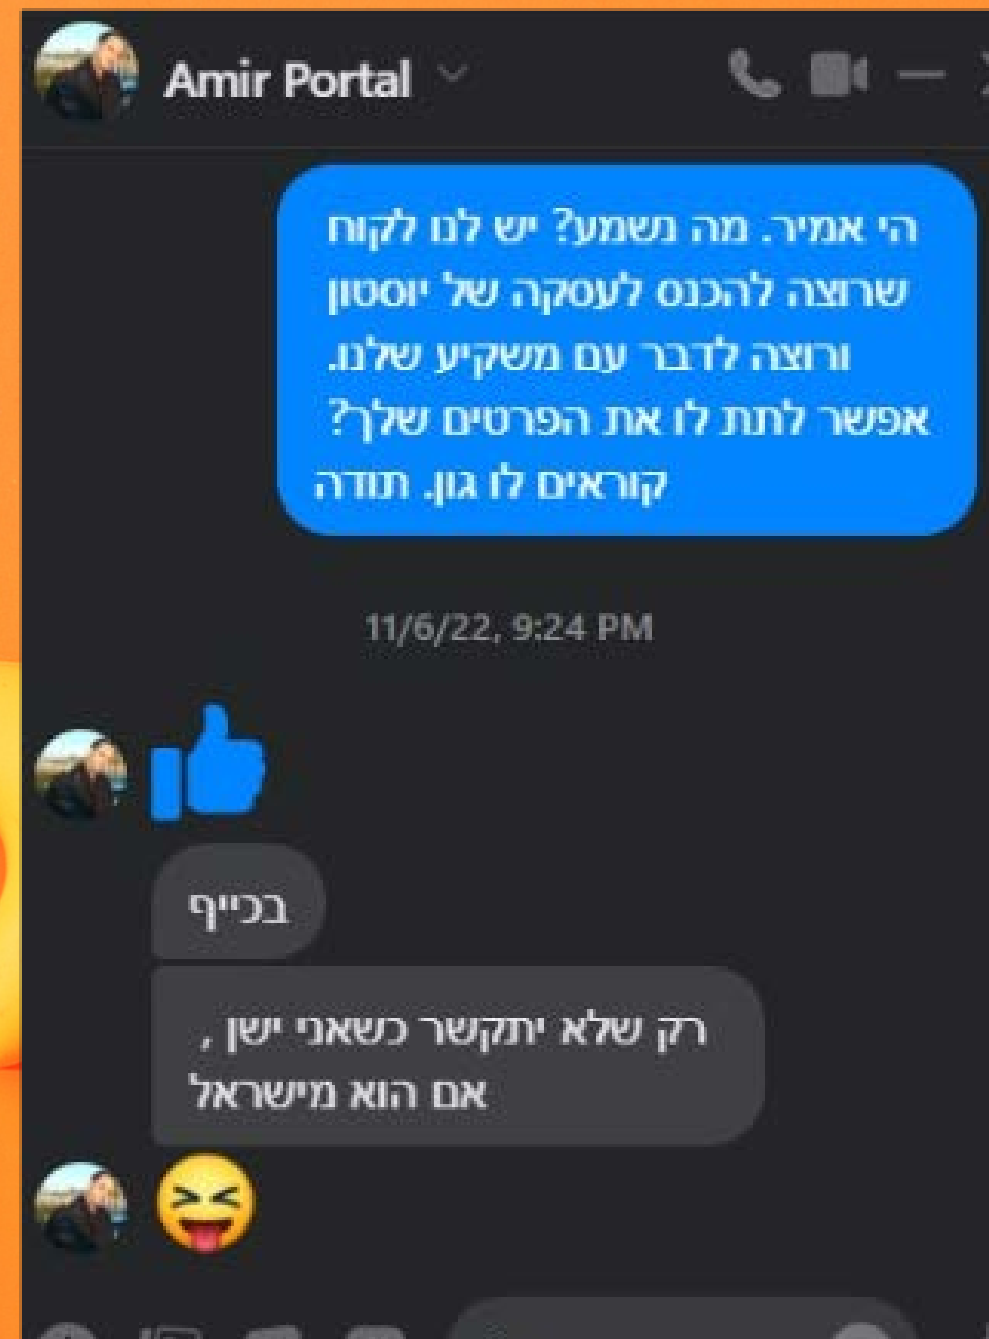 Amir Portal
היי אמיר. מה נשמע? יש לנו לקוח
שרוצה להכנס לעסקה של יוסטון
ורוצה לדבר עם משקיע שלנו.
אפשר לתת לו את הפרטים שלך?
קוראים לו גון. תודה
11/6/22, 9:24 PM
בכייף
רק שלא יתקשר כשאני ישן ,
אם הוא מישראל